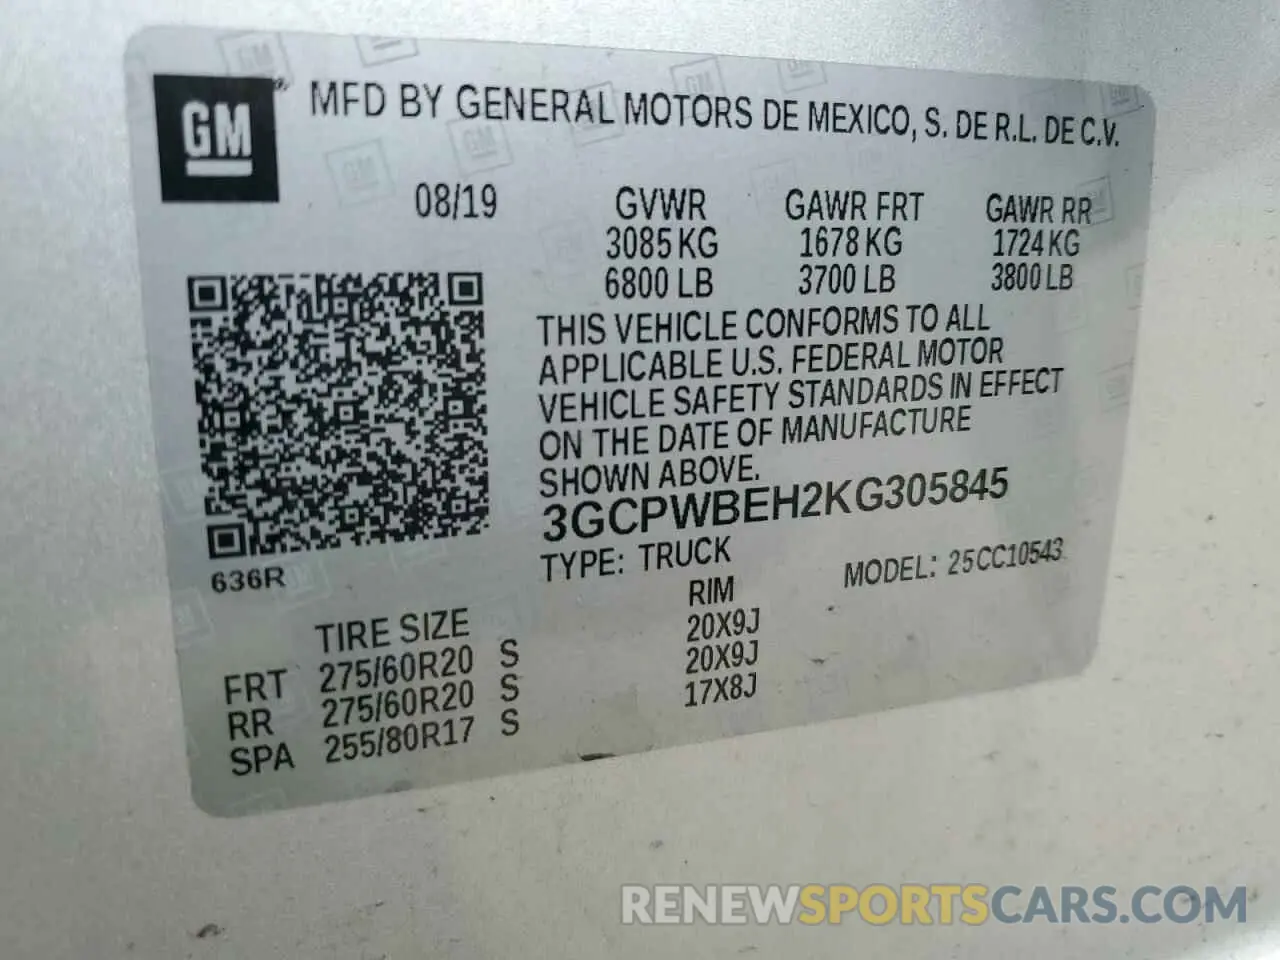 GM
MFD BY GENERAL MOTORS DE MEXICO, S. DE R.L. DE C.V.
08/19 GVWR GAWR FRT GAWR RR
3085 KG 1678 KG 1724 KG
6800 LB 3700 LB 3800 LB
THIS VEHICLE CONFORMS TO ALL
APPLICABLE U.S. FEDERAL MOTOR
VEHICLE SAFETY STANDARDS IN EFFECT
ON THE DATE OF MANUFACTURE
SHOWN ABOVE.
3GCPWBEH2KG305845
TYPE: TRUCK MODEL: 25CC10543
636R
TIRE SIZE RIM
FRT 275/60R20 S 20X9J
RR 275/60R20 S 20X9J
SPA 255/80R17 S 17X8J
RENEWSPORTSCARS.COM